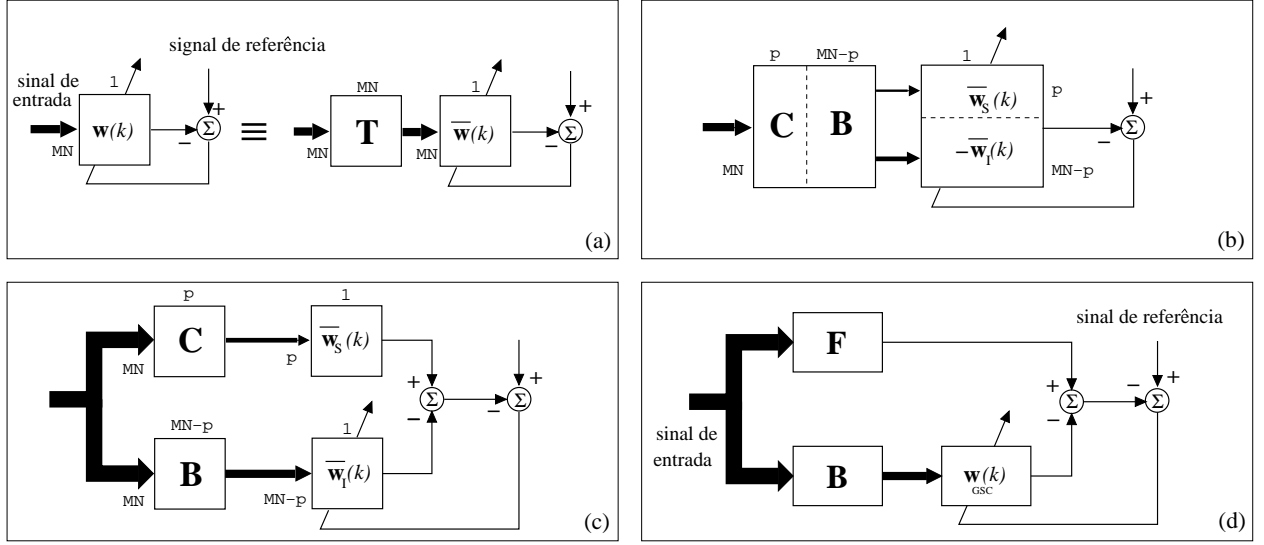 signal de referência
sinal de
entrada
1
w(k)
MN
+
−
Σ
≡
MN
T
MN
MN
1
w̅(k)
+
−
Σ
(a)
p
MN-p
1
C
B
MN
w̅S(k)
−w̅I(k)
p
MN-p
+
−
Σ
(b)
p
C
MN
1
w̅S(k)
p
MN-p
B
MN
1
w̅I(k)
MN-p
+
−
Σ
+
−
Σ
(c)
sinal de referência
F
sinal de
entrada
B
w(k)
GSC
+
−
Σ
+
−
Σ
(d)